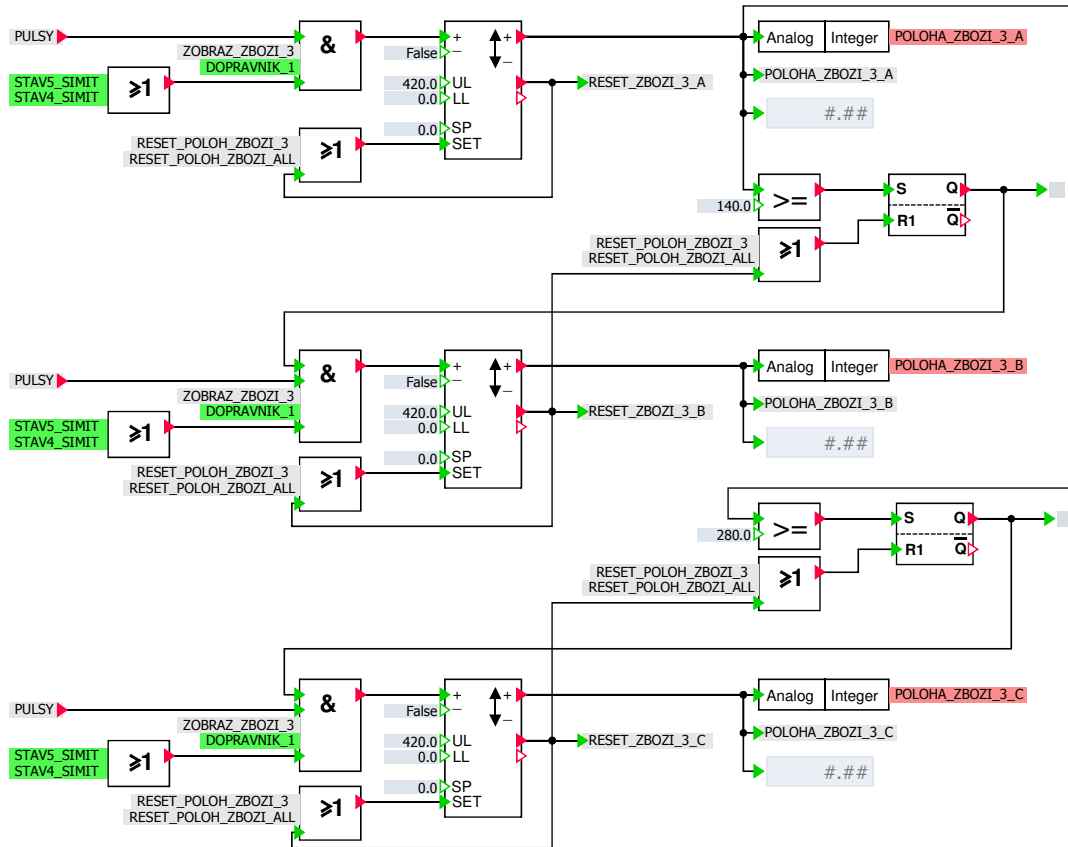 PULSY
ZOBRAZ_ZBOZI_3
DOPRAVNIK_1
STAV5_SIMIT
STAV4_SIMIT
≥1
&
+
False −
420.0 UL
0.0 LL
0.0 SP
SET
+
−
RESET_POLOH_ZBOZI_3
RESET_POLOH_ZBOZI_ALL
≥1
RESET_ZBOZI_3_A
Analog Integer POLOHA_ZBOZI_3_A
POLOHA_ZBOZI_3_A
#.##
140.0
>=
S Q
R1 Q
RESET_POLOH_ZBOZI_3
RESET_POLOH_ZBOZI_ALL
≥1
PULSY
ZOBRAZ_ZBOZI_3
DOPRAVNIK_1
STAV5_SIMIT
STAV4_SIMIT
≥1
&
+
False −
420.0 UL
0.0 LL
0.0 SP
SET
+
−
RESET_POLOH_ZBOZI_3
RESET_POLOH_ZBOZI_ALL
≥1
RESET_ZBOZI_3_B
Analog Integer POLOHA_ZBOZI_3_B
POLOHA_ZBOZI_3_B
#.##
280.0
>=
S Q
R1 Q
RESET_POLOH_ZBOZI_3
RESET_POLOH_ZBOZI_ALL
≥1
PULSY
ZOBRAZ_ZBOZI_3
DOPRAVNIK_1
STAV5_SIMIT
STAV4_SIMIT
≥1
&
+
False −
420.0 UL
0.0 LL
0.0 SP
SET
+
−
RESET_POLOH_ZBOZI_3
RESET_POLOH_ZBOZI_ALL
≥1
RESET_ZBOZI_3_C
Analog Integer POLOHA_ZBOZI_3_C
POLOHA_ZBOZI_3_C
#.##